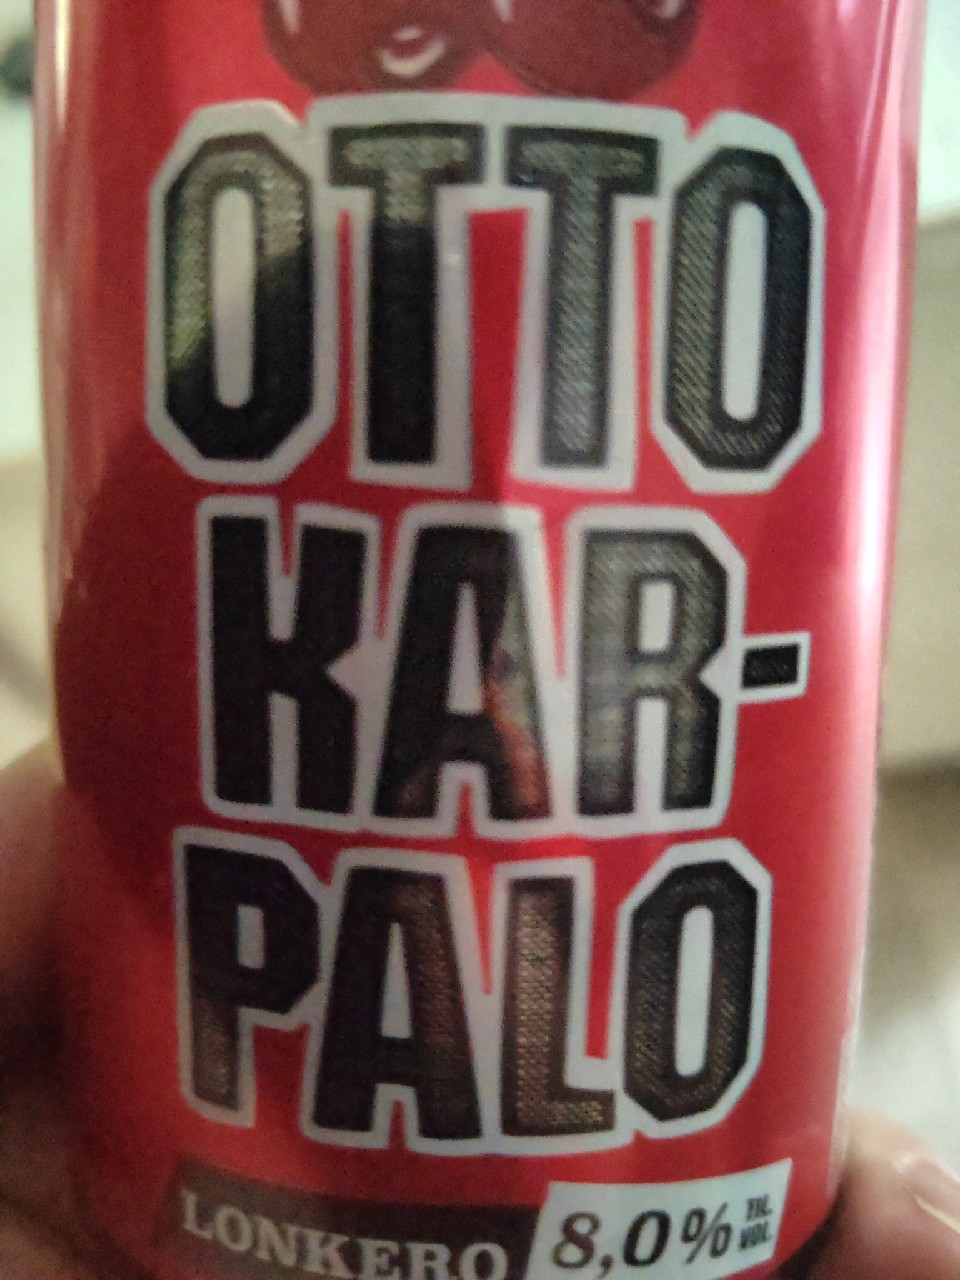 OTTO
KAR-
PALO
LONKERO 8,0% TIL.
VOL.